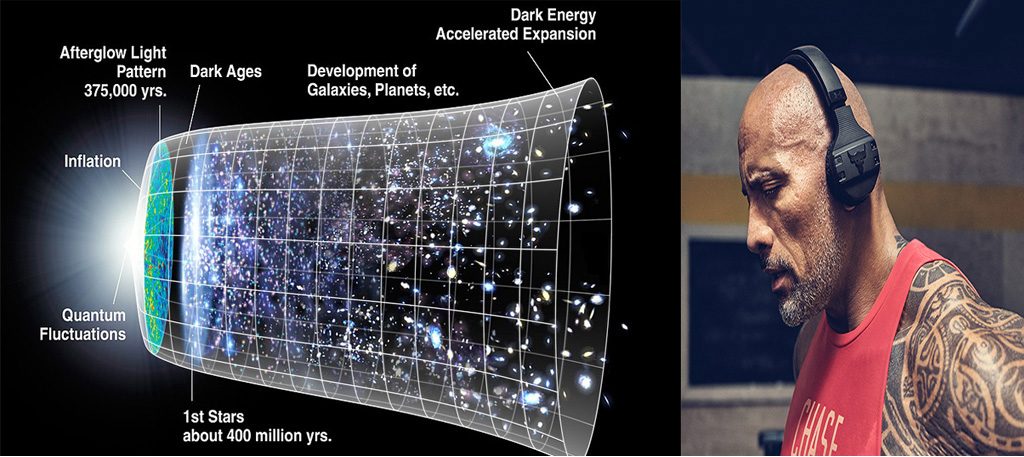 Dark Energy
Accelerated Expansion
Afterglow Light
Pattern
375,000 yrs.
Dark Ages
Development of
Galaxies, Planets, etc.
Inflation
Quantum
Fluctuations
1st Stars
about 400 million yrs.
CHASE